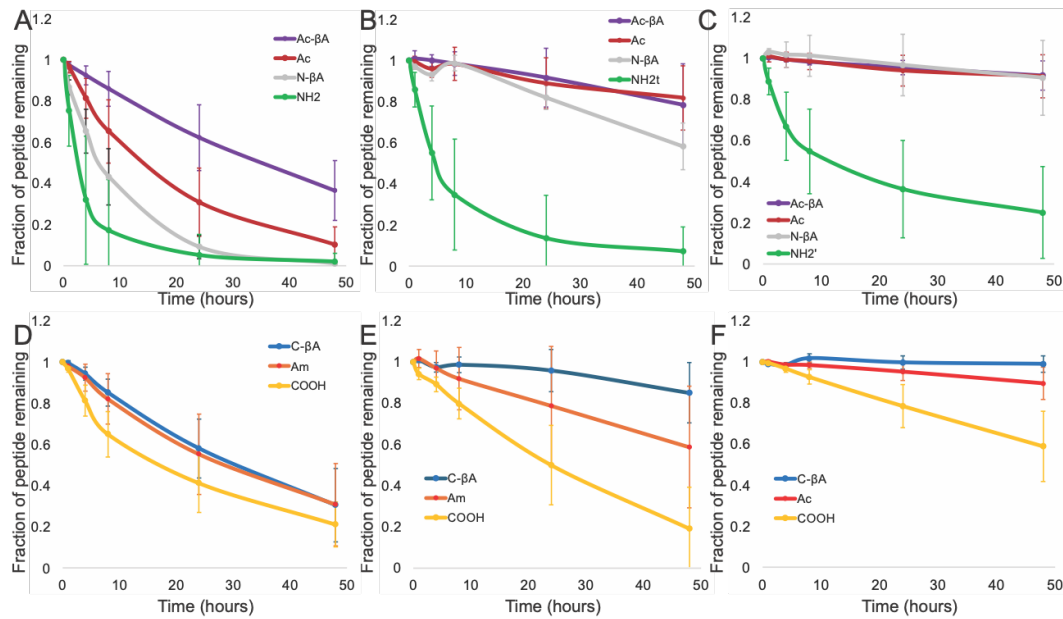 A
Fraction of peptide remaining
1.2
1
0.8
0.6
0.4
0.2
0
Ac-βA
Ac
N-βA
NH2
0 10 20 30 40 50
Time (hours)
B
Fraction of peptide remaining
1.2
1
0.8
0.6
0.4
0.2
0
Ac-βA
Ac
N-βA
NH2t
0 10 20 30 40 50
Time (hours)
C
Fraction of peptide remaining
1.2
1
0.8
0.6
0.4
0.2
0
Ac-βA
Ac
N-βA
NH2'
0 10 20 30 40 50
Time (hours)
D
Fraction of peptide remaining
1.2
1
0.8
0.6
0.4
0.2
0
C-βA
Am
COOH
0 10 20 30 40 50
Time (hours)
E
Fraction of peptide remaining
1.2
1
0.8
0.6
0.4
0.2
0
C-βA
Am
COOH
0 10 20 30 40 50
Time (hours)
F
Fraction of peptide remaining
1.2
1
0.8
0.6
0.4
0.2
0
C-βA
Ac
COOH
0 10 20 30 40 50
Time (hours)